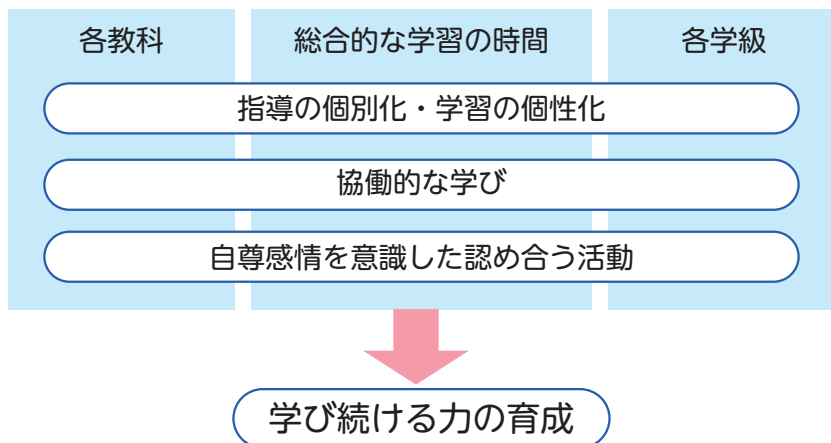 各教科
総合的な学習の時間
各学級
指導の個別化・学習の個性化
協働的な学び
自尊感情を意識した認め合う活動
学び続ける力の育成